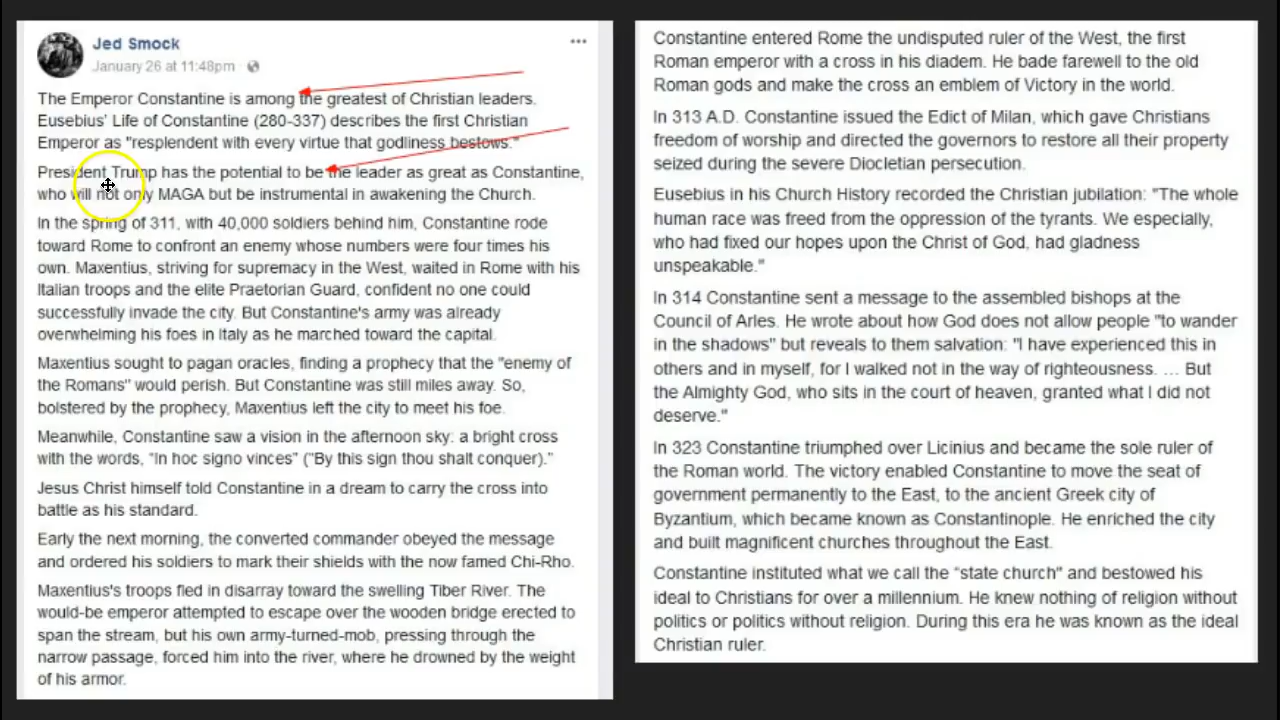 Jed Smock
January 26 at 11:48pm
The Emperor Constantine is among the greatest of Christian leaders.
Eusebius' Life of Constantine (280-337) describes the first Christian
Emperor as "resplendent with every virtue that godliness bestows."
President Trump has the potential to be the leader as great as Constantine,
who will not only MAGA but be instrumental in awakening the Church.
In the spring of 311, with 40,000 soldiers behind him, Constantine rode
toward Rome to confront an enemy whose numbers were four times his
own. Maxentius, striving for supremacy in the West, waited in Rome with his
Italian troops and the elite Praetorian Guard, confident no one could
successfully invade the city. But Constantine's army was already
overwhelming his foes in Italy as he marched toward the capital.
Maxentius sought to pagan oracles, finding a prophecy that the "enemy of
the Romans" would perish. But Constantine was still miles away. So,
bolstered by the prophecy, Maxentius left the city to meet his foe.
Meanwhile, Constantine saw a vision in the afternoon sky: a bright cross
with the words, "In hoc signo vinces" ("By this sign thou shalt conquer)."
Jesus Christ himself told Constantine in a dream to carry the cross into
battle as his standard.
Early the next morning, the converted commander obeyed the message
and ordered his soldiers to mark their shields with the now famed Chi-Rho.
Maxentius's troops fled in disarray toward the swelling Tiber River. The
would-be emperor attempted to escape over the wooden bridge erected to
span the stream, but his own army-turned-mob, pressing through the
narrow passage, forced him into the river, where he drowned by the weight
of his armor.
Constantine entered Rome the undisputed ruler of the West, the first
Roman emperor with a cross in his diadem. He bade farewell to the old
Roman gods and make the cross an emblem of Victory in the world.
In 313 A.D. Constantine issued the Edict of Milan, which gave Christians
freedom of worship and directed the governors to restore all their property
seized during the severe Diocletian persecution.
Eusebius in his Church History recorded the Christian jubilation: "The whole
human race was freed from the oppression of the tyrants. We especially,
who had fixed our hopes upon the Christ of God, had gladness
unspeakable."
In 314 Constantine sent a message to the assembled bishops at the
Council of Arles. He wrote about how God does not allow people "to wander
in the shadows" but reveals to them salvation: "I have experienced this in
others and in myself, for I walked not in the way of righteousness. … But
the Almighty God, who sits in the court of heaven, granted what I did not
deserve."
In 323 Constantine triumphed over Licinius and became the sole ruler of
the Roman world. The victory enabled Constantine to move the seat of
government permanently to the East, to the ancient Greek city of
Byzantium, which became known as Constantinople. He enriched the city
and built magnificent churches throughout the East.
Constantine instituted what we call the “state church” and bestowed his
ideal to Christians for over a millennium. He knew nothing of religion without
politics or politics without religion. During this era he was known as the ideal
Christian ruler.